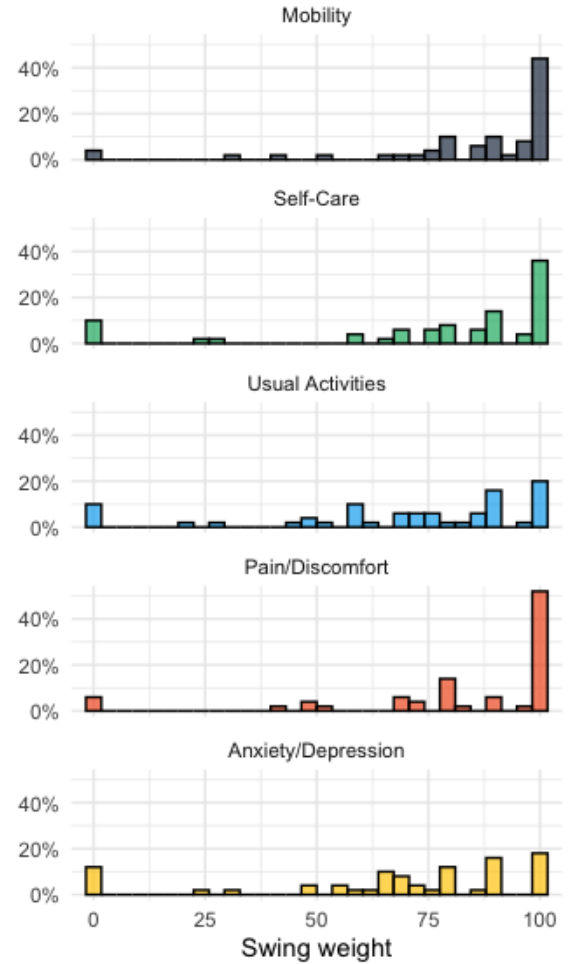 Mobility
40%
20%
0%
Self-Care
40%
20%
0%
Usual Activities
40%
20%
0%
Pain/Discomfort
40%
20%
0%
Anxiety/Depression
40%
20%
0%
0 25 50 75 100
Swing weight